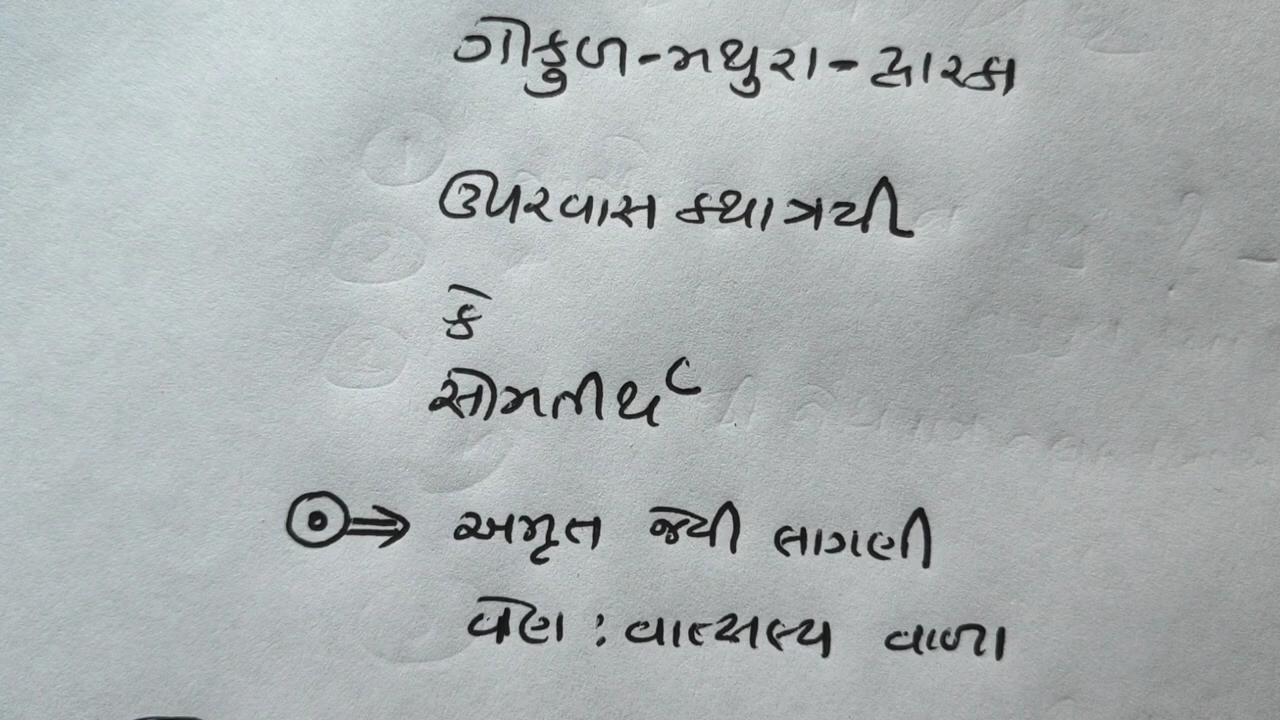 ગોકુળ-મથુરા-દ્વારકા
ઉપરવાસ કથાત્રયી
કે
સોમતીર્થ
અમૃત જેવી લાગણી
વેણ : વાત્સલ્ય વાળા